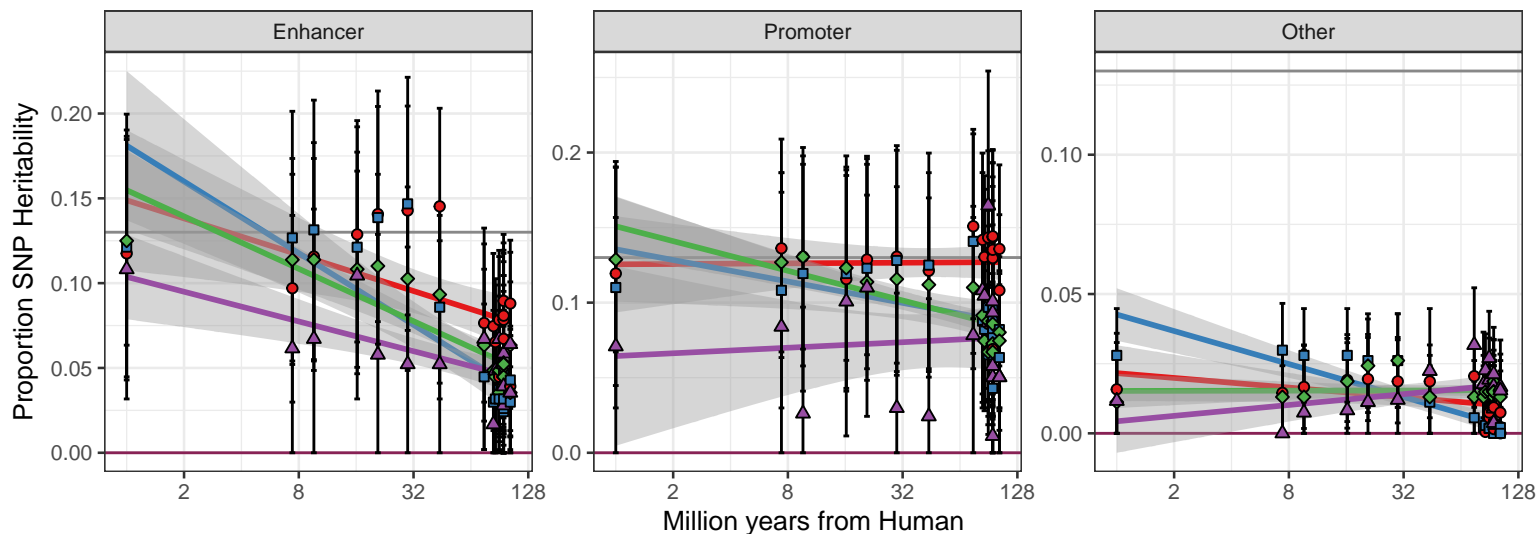 Enhancer Promoter Other
Proportion SNP Heritability
0.20
0.15
0.10
0.05
0.00
0.2
0.1
0.0
0.10
0.05
0.00
2 8 32 128 2 8 32 128 2 8 32 128
Million years from Human